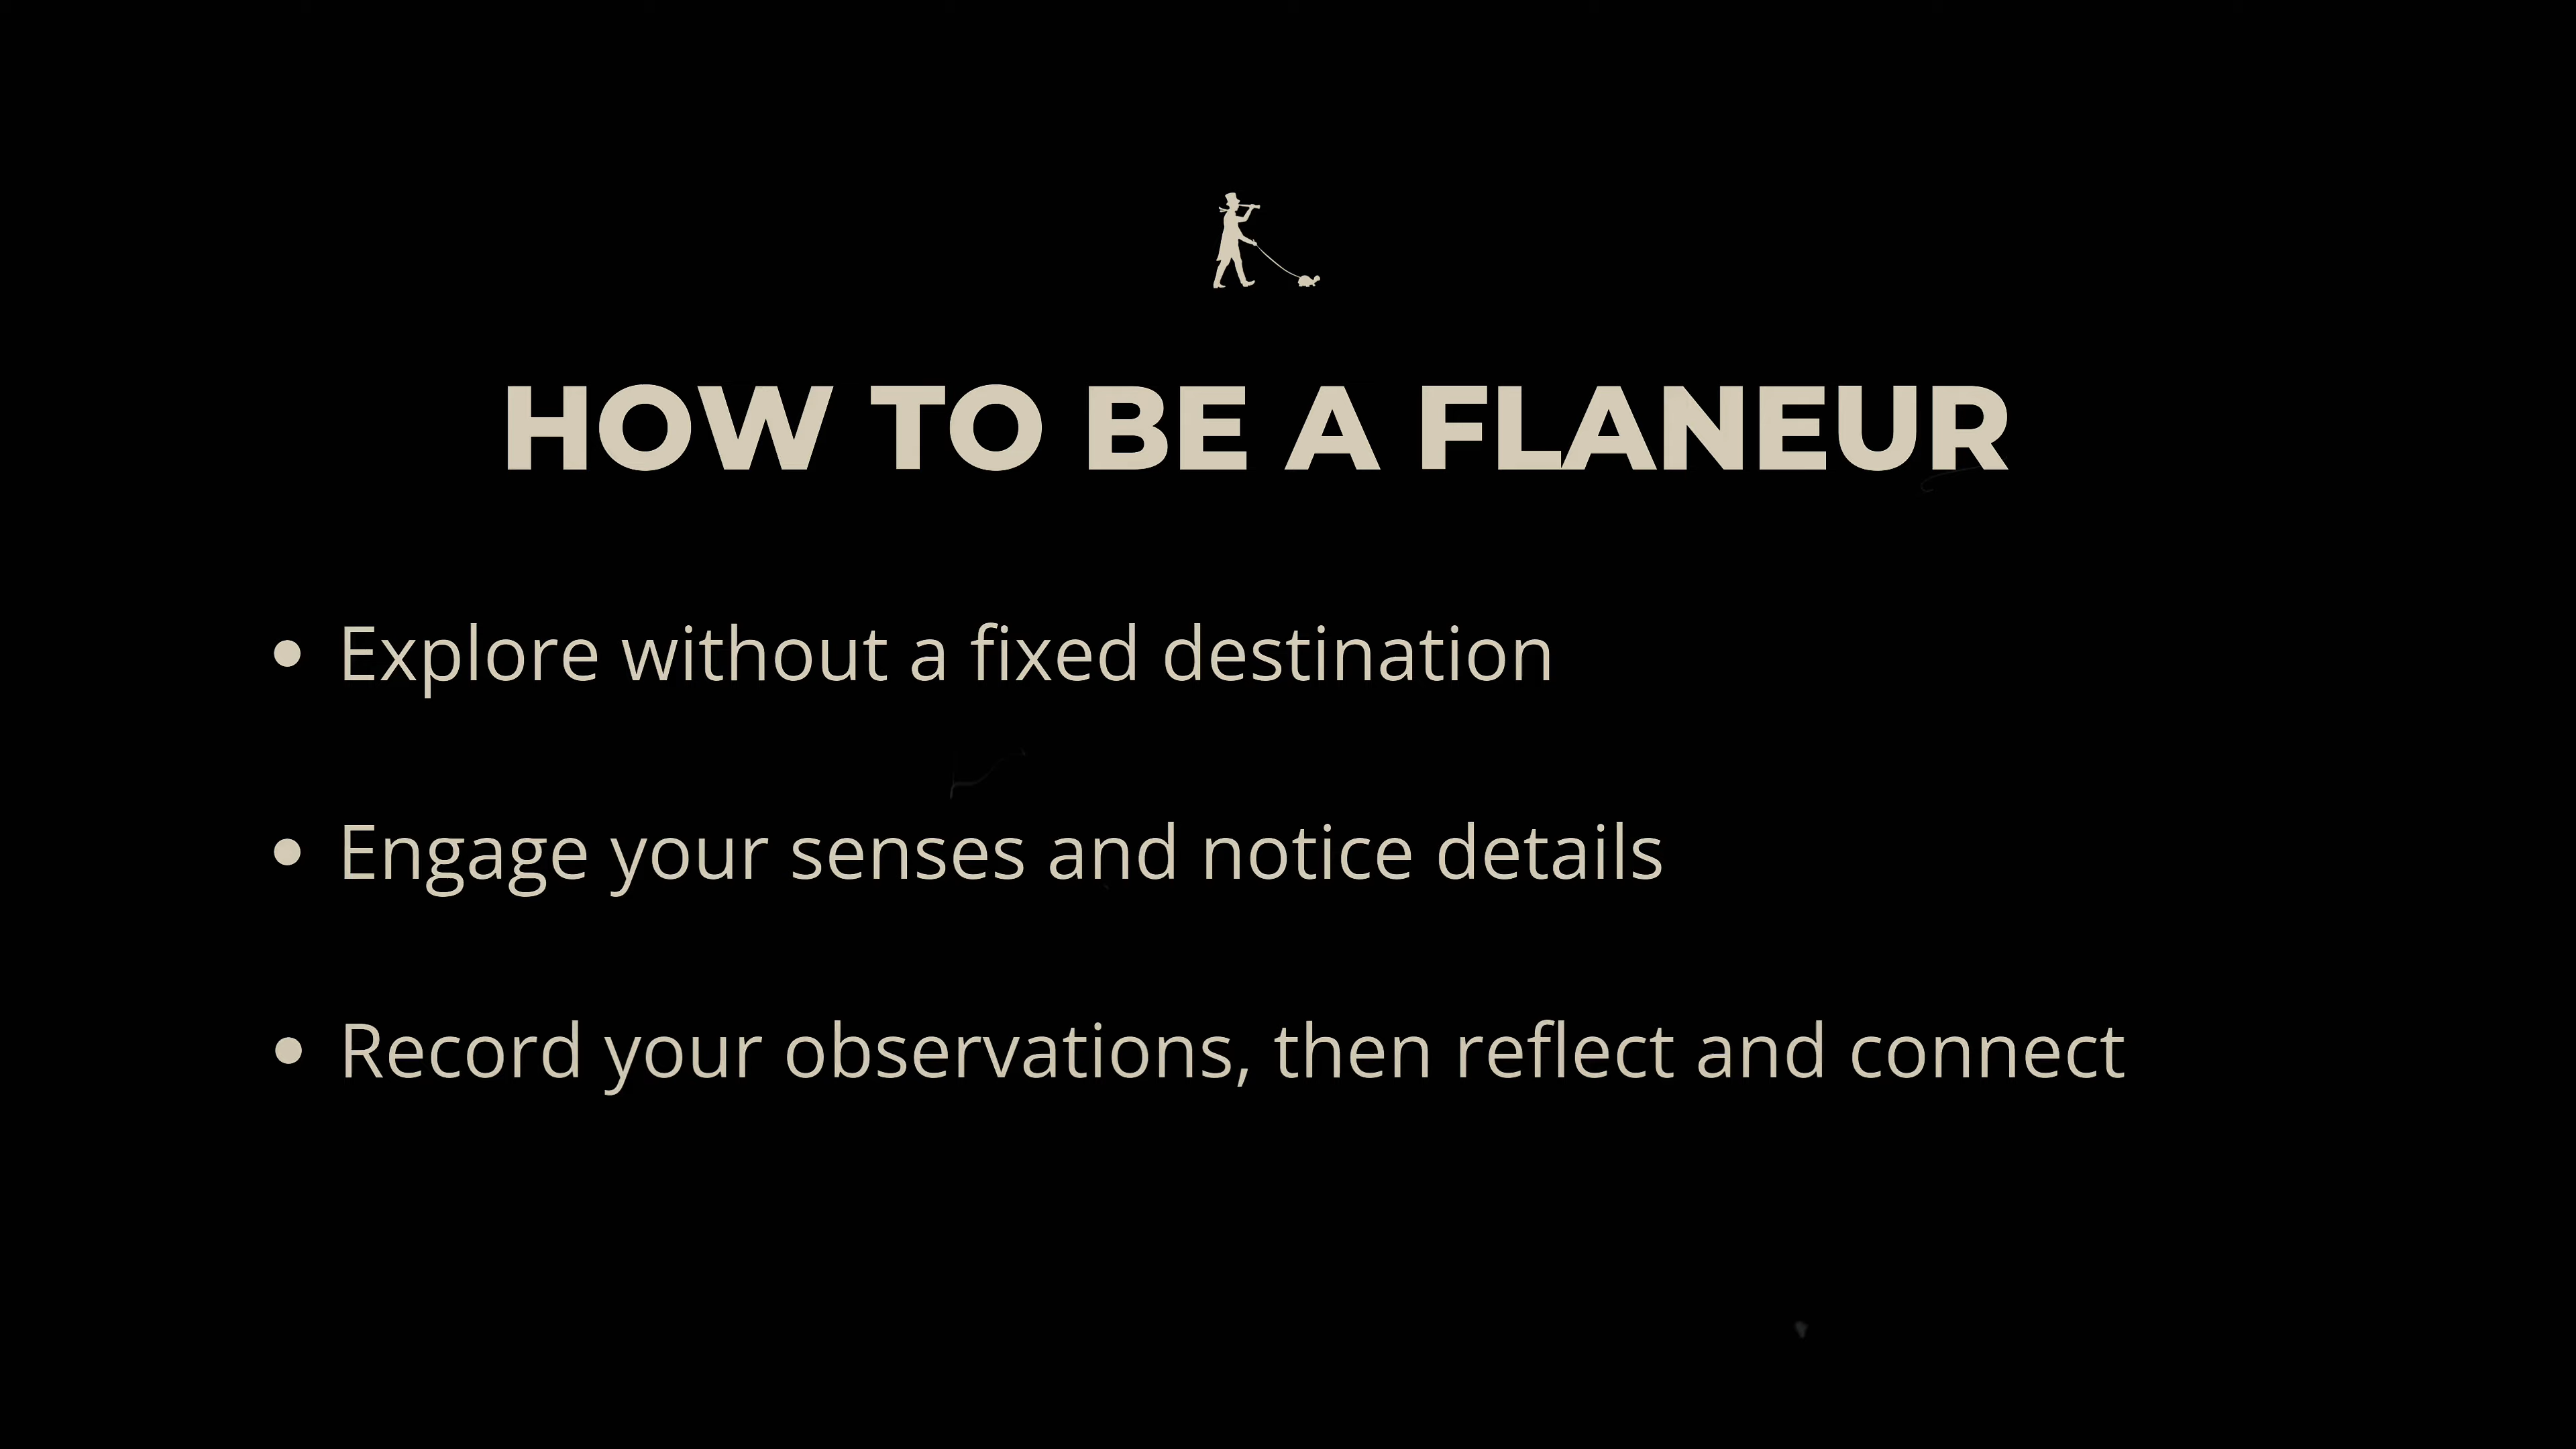 HOW TO BE A FLANEUR
• Explore without a fixed destination
• Engage your senses and notice details
• Record your observations, then reflect and connect